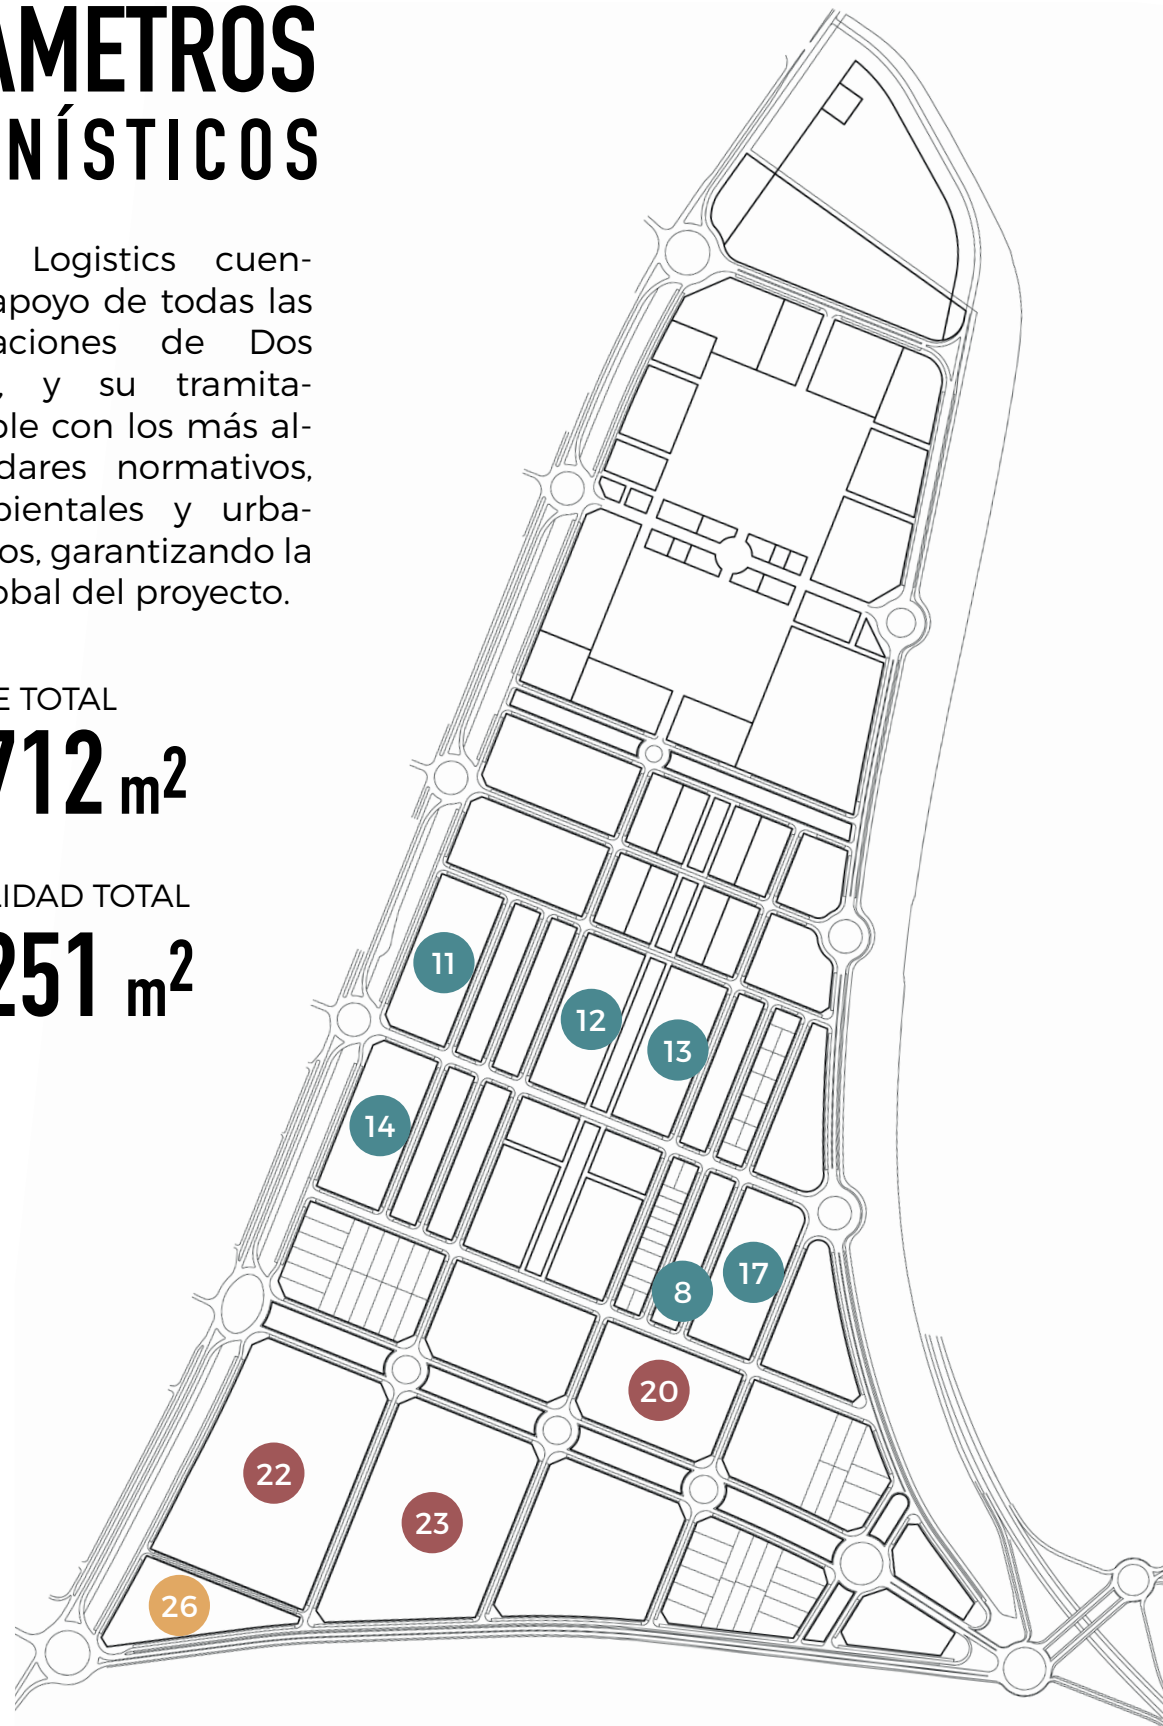 AMETROS
NÍSTICOS
Logistics cuen-
apoyo de todas las
aciones de Dos
, y su tramita-
ble con los más al-
dares normativos,
bientales y urba-
os, garantizando la
obal del proyecto.
E TOTAL
712 m²
LIDAD TOTAL
251 m²
11
12
13
14
17
8
20
22
23
26